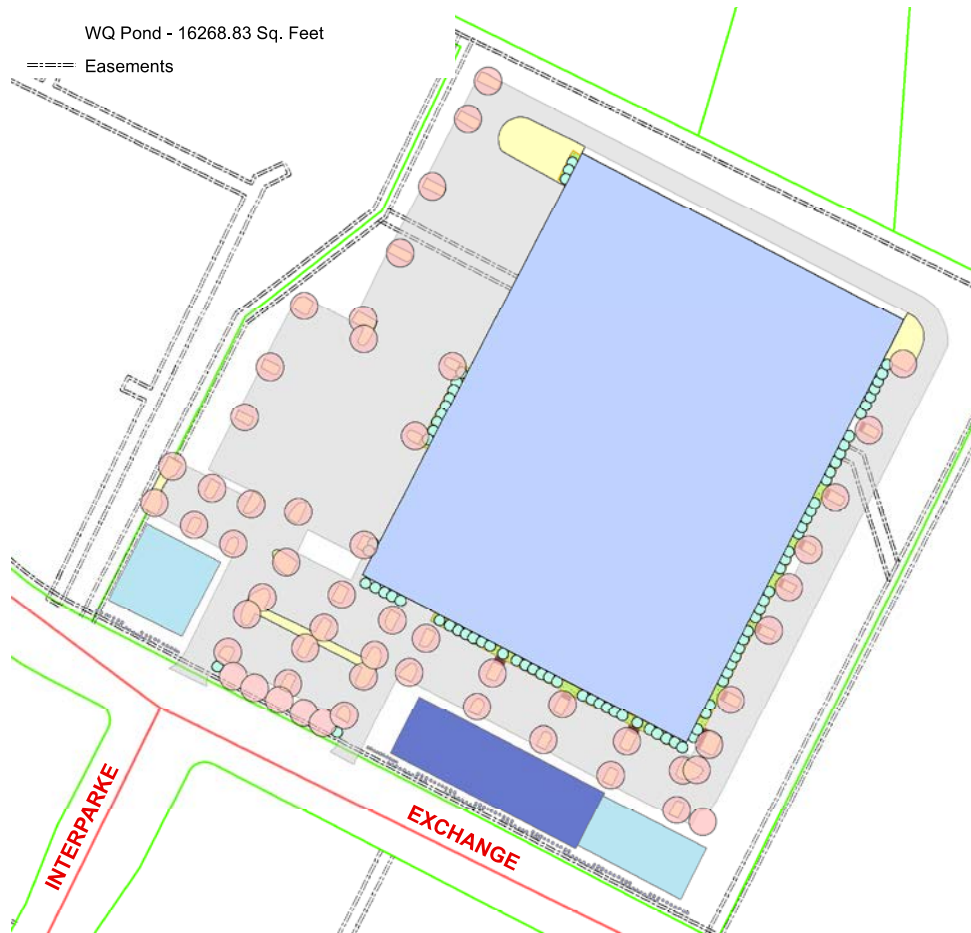 WQ Pond - 16268.83 Sq. Feet
Easements
EXCHANGE
INTERPARKE